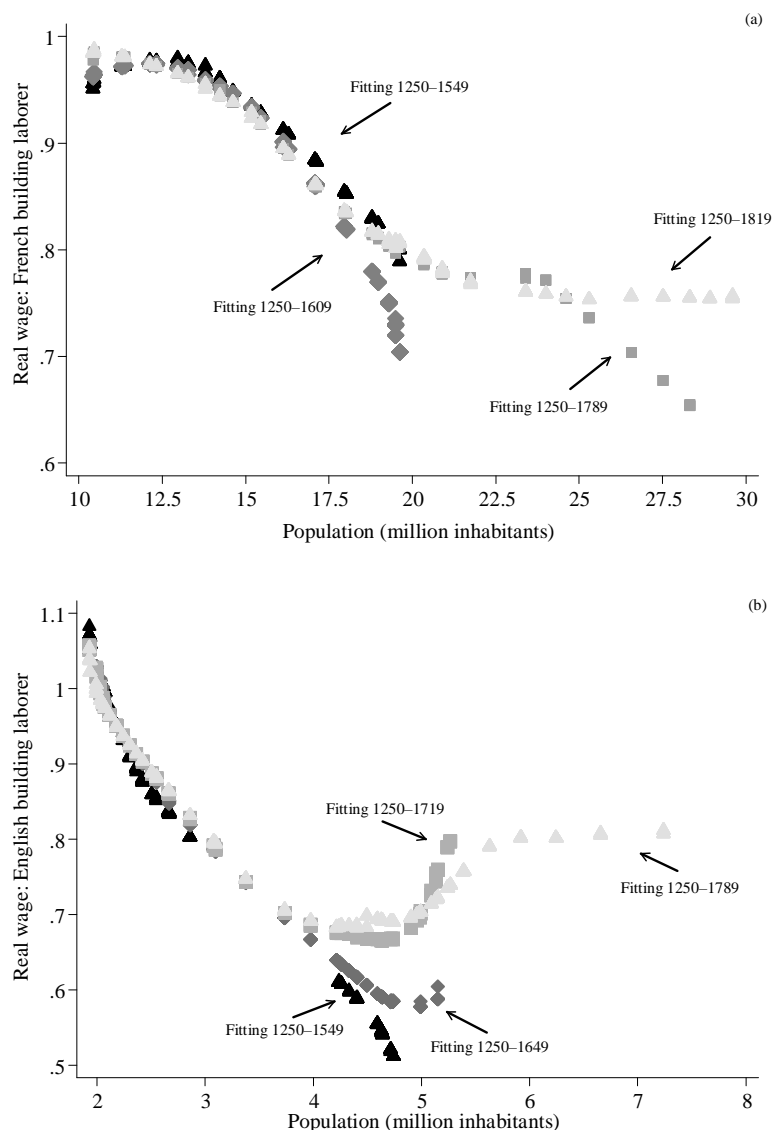 (a)
1
.9
.8
.7
.6
Real wage: French building laborer
Fitting 1250–1549
Fitting 1250–1819
Fitting 1250–1609
Fitting 1250–1789
10 12.5 15 17.5 20 22.5 25 27.5 30
Population (million inhabitants)
(b)
1.1
1
.9
.8
.7
.6
.5
Real wage: English building laborer
Fitting 1250–1719
Fitting 1250–1789
Fitting 1250–1549
Fitting 1250–1649
2 3 4 5 6 7 8
Population (million inhabitants)